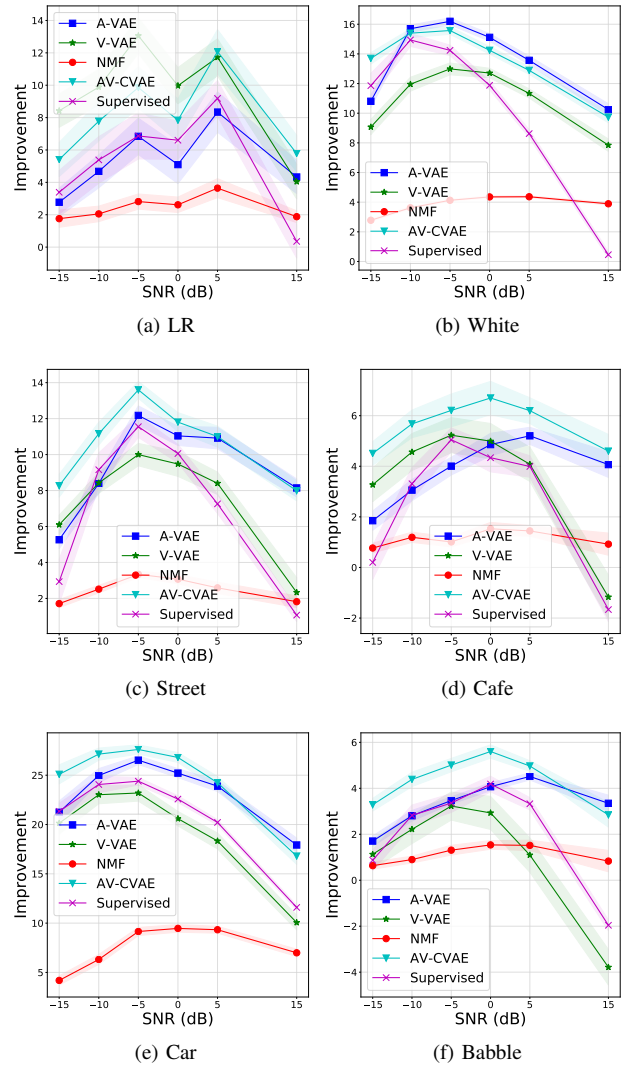 14
12
10
8
6
4
2
0
Improvement
A-VAE
V-VAE
NMF
AV-CVAE
Supervised
−15 −10 −5 0 5 15
SNR (dB)
(a) LR
16
14
12
10
8
6
4
2
0
Improvement
A-VAE
V-VAE
NMF
AV-CVAE
Supervised
−15 −10 −5 0 5 15
SNR (dB)
(b) White
14
12
10
8
6
4
2
Improvement
A-VAE
V-VAE
NMF
AV-CVAE
Supervised
−15 −10 −5 0 5 15
SNR (dB)
(c) Street
6
4
2
0
−2
Improvement
A-VAE
V-VAE
NMF
AV-CVAE
Supervised
−15 −10 −5 0 5 15
SNR (dB)
(d) Cafe
25
20
15
10
5
Improvement
A-VAE
V-VAE
NMF
AV-CVAE
Supervised
−15 −10 −5 0 5 15
SNR (dB)
(e) Car
6
4
2
0
−2
−4
Improvement
A-VAE
V-VAE
NMF
AV-CVAE
Supervised
−15 −10 −5 0 5 15
SNR (dB)
(f) Babble